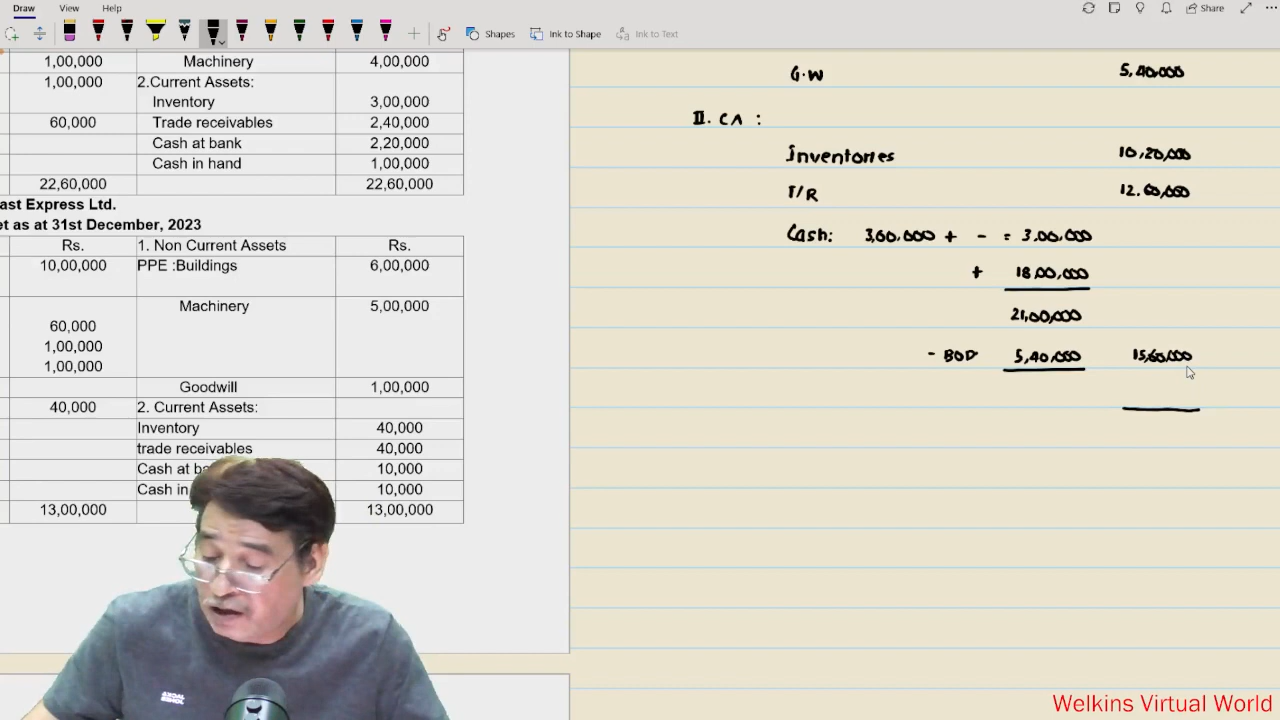 Draw View Help
Share
Shapes Ink to Shape Ink to Text
1,00,000 Machinery 4,00,000
1,00,000 2.Current Assets:
Inventory 3,00,000
60,000 Trade receivables 2,40,000
Cash at bank 2,20,000
Cash in hand 1,00,000
22,60,000 22,60,000
ast Express Ltd.
et as at 31st December, 2023
Rs. 1. Non Current Assets Rs.
10,00,000 PPE :Buildings 6,00,000
Machinery 5,00,000
60,000
1,00,000
1,00,000
Goodwill 1,00,000
40,000 2. Current Assets:
Inventory 40,000
trade receivables 40,000
Cash at ba 10,000
Cash in 10,000
13,00,000 13,00,000
G.W 5,40,000
II. CA :
Inventories 10,20,000
T/R 12.60,000
Cash: 3,60,000 + - = 3,00,000
+ 18,00,000
21,00,000
- BOD 5,40,000 15,60,000
Welkins Virtual World